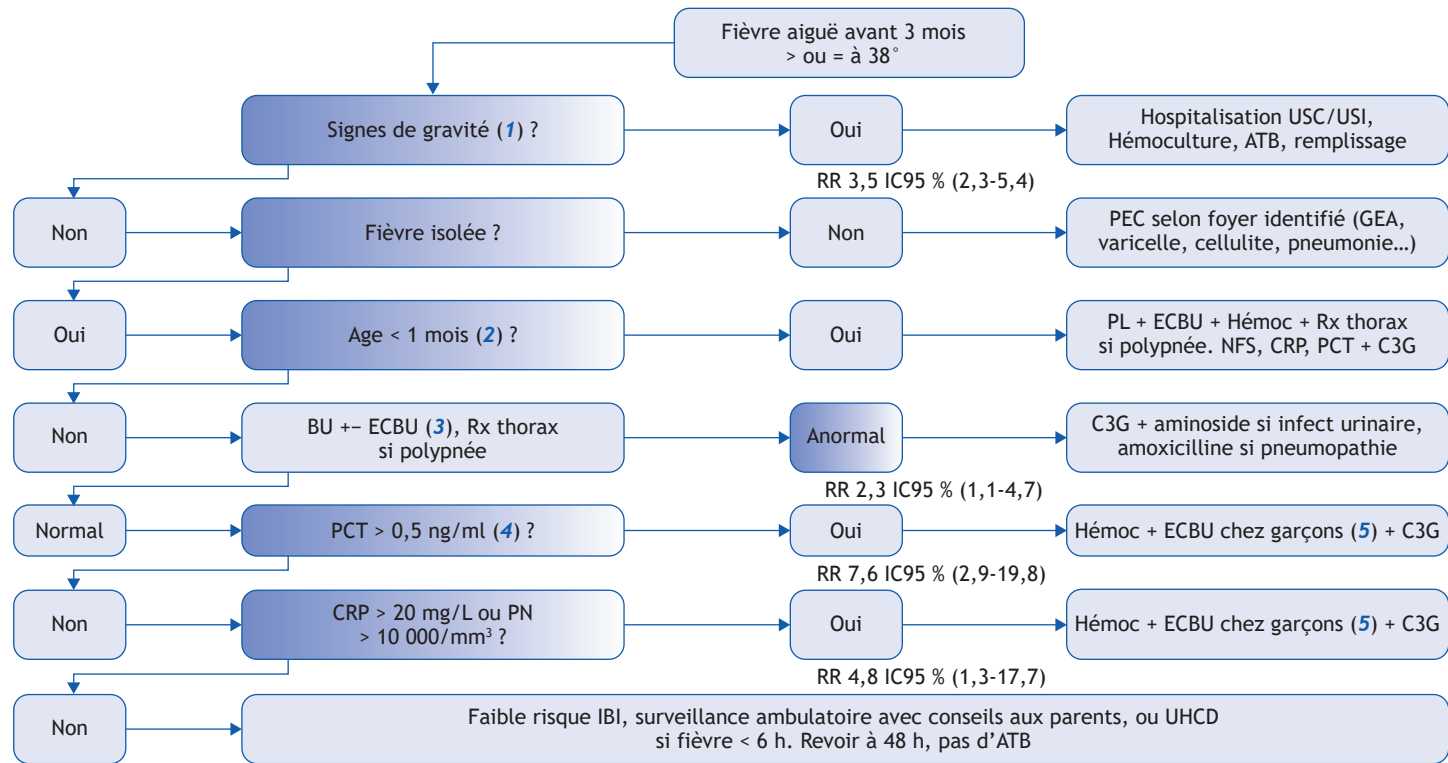 Fièvre aiguë avant 3 mois
> ou = à 38°
Signes de gravité (1) ?
Oui
Hospitalisation USC/USI,
Hémoculture, ATB, remplissage
RR 3,5 IC95 % (2,3-5,4)
Non
Fièvre isolée ?
Non
PEC selon foyer identifié (GEA,
varicelle, cellulite, pneumonie…)
Oui
Age < 1 mois (2) ?
Oui
PL + ECBU + Hémoc + Rx thorax
si polypnée. NFS, CRP, PCT + C3G
Non
BU +− ECBU (3), Rx thorax
si polypnée
Anormal
C3G + aminoside si infect urinaire,
amoxicilline si pneumopathie
RR 2,3 IC95 % (1,1-4,7)
Normal
PCT > 0,5 ng/ml (4) ?
Oui
Hémoc + ECBU chez garçons (5) + C3G
RR 7,6 IC95 % (2,9-19,8)
Non
CRP > 20 mg/L ou PN
> 10 000/mm³ ?
Oui
Hémoc + ECBU chez garçons (5) + C3G
RR 4,8 IC95 % (1,3-17,7)
Non
Faible risque IBI, surveillance ambulatoire avec conseils aux parents, ou UHCD
si fièvre < 6 h. Revoir à 48 h, pas d’ATB